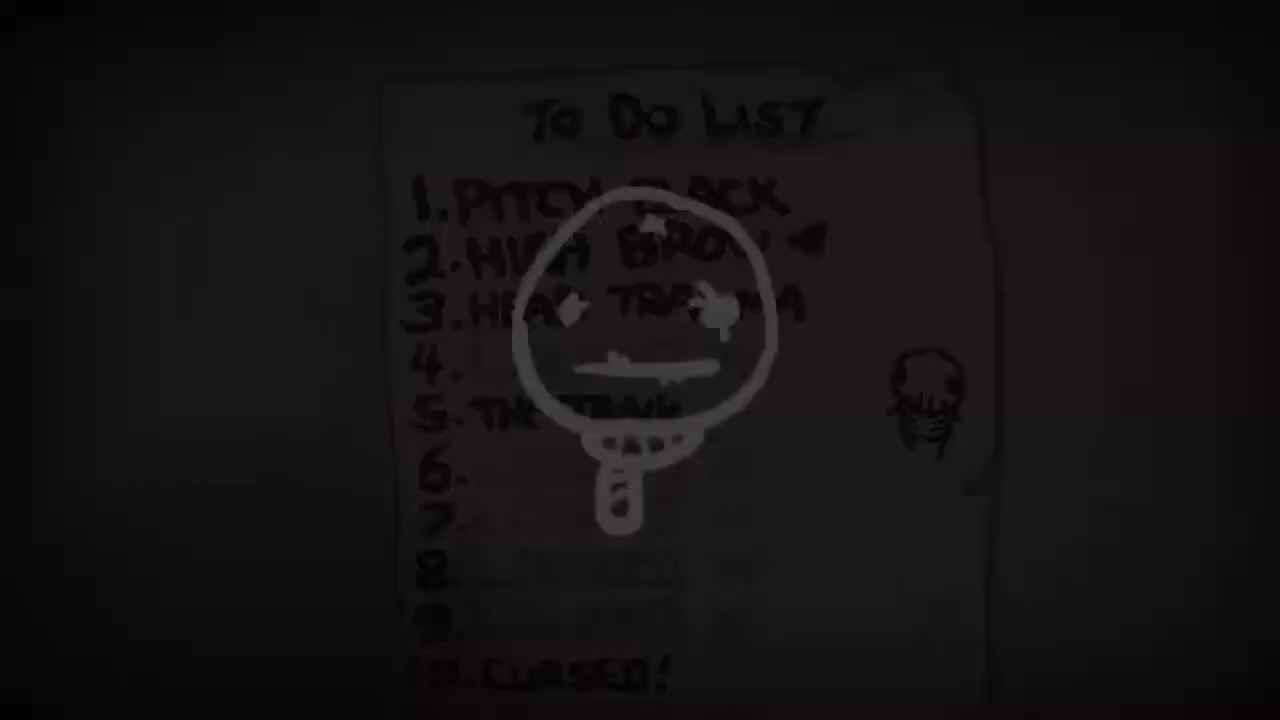 TO DO LIST
1. PITCH BLACK
2. HIGH BROW
3. HEAD TRAUMA
4.
5. THE TANK
6.
7.
8.
9.
10. CURSED!